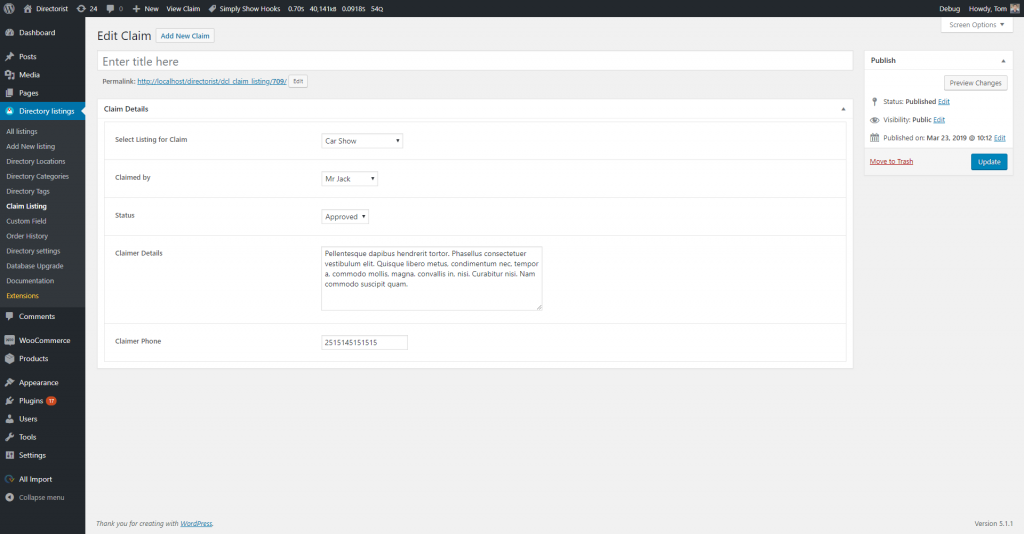 Directorist 24 0 New View Claim Simply Show Hooks 0.70s 40,141KB 0.0918s 54Q Debug Howdy, Tom
Screen Options
Dashboard
Posts
Media
Pages
Directory listings
All listings
Add New listing
Directory Locations
Directory Categories
Directory Tags
Claim Listing
Custom Field
Order History
Directory settings
Database Upgrade
Documentation
Extensions
Comments
WooCommerce
Products
Appearance
Plugins 17
Users
Tools
Settings
All Import
Collapse menu
Edit Claim Add New Claim
Enter title here
Permalink: http://localhost/directorist/dcl_claim_listing/709/ Edit
Claim Details
Select Listing for Claim Car Show
Claimed by Mr Jack
Status Approved
Claimer Details
Pellentesque dapibus hendrerit tortor. Phasellus consectetuer
vestibulum elit. Quisque libero metus, condimentum nec, tempor
a, commodo mollis, magna. convallis in, nisi. Curabitur nisi. Nam
commodo suscipit quam.
Claimer Phone 2515145151515
Publish
Preview Changes
Status: Published Edit
Visibility: Public Edit
Published on: Mar 23, 2019 @ 10:12 Edit
Move to Trash Update
Thank you for creating with WordPress.
Version 5.1.1